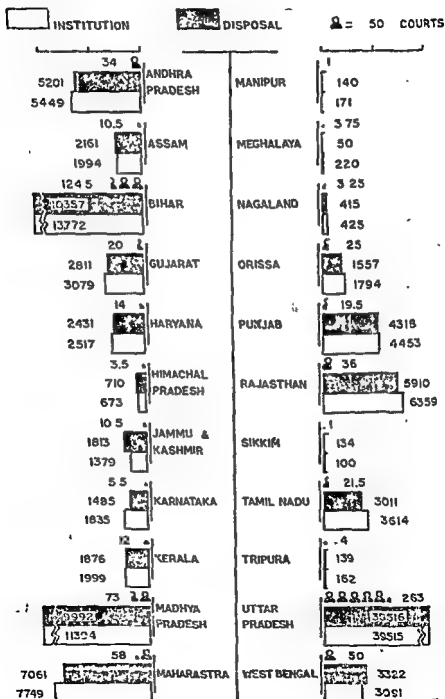 INSTITUTION
DISPOSAL
= 50 COURTS
34
5201
5449
ANDHRA
PRADESH
10.5
2161
1994
ASSAM
124.5
10357
13772
BIHAR
20
2811
3079
GUJARAT
14
2431
2517
HARYANA
3.5
710
673
HIMACHAL
PRADESH
10.5
1813
1379
JAMMU &
KASHMIR
5.5
1485
1835
KARNATAKA
12
1876
1999
KERALA
73
9992
11304
MADHYA
PRADESH
58
7061
7749
MAHARASTRA
MANIPUR
1
140
171
MEGHALAYA
3.75
50
220
NAGALAND
3.25
415
425
ORISSA
25
1557
1794
PUNJAB
19.5
4318
4453
RAJASTHAN
36
5910
6359
SIKKIM
1
134
100
TAMIL NADU
21.5
3011
3614
TRIPURA
4
139
162
UTTAR
PRADESH
263
39515
WEST BENGAL
50
3322
3091